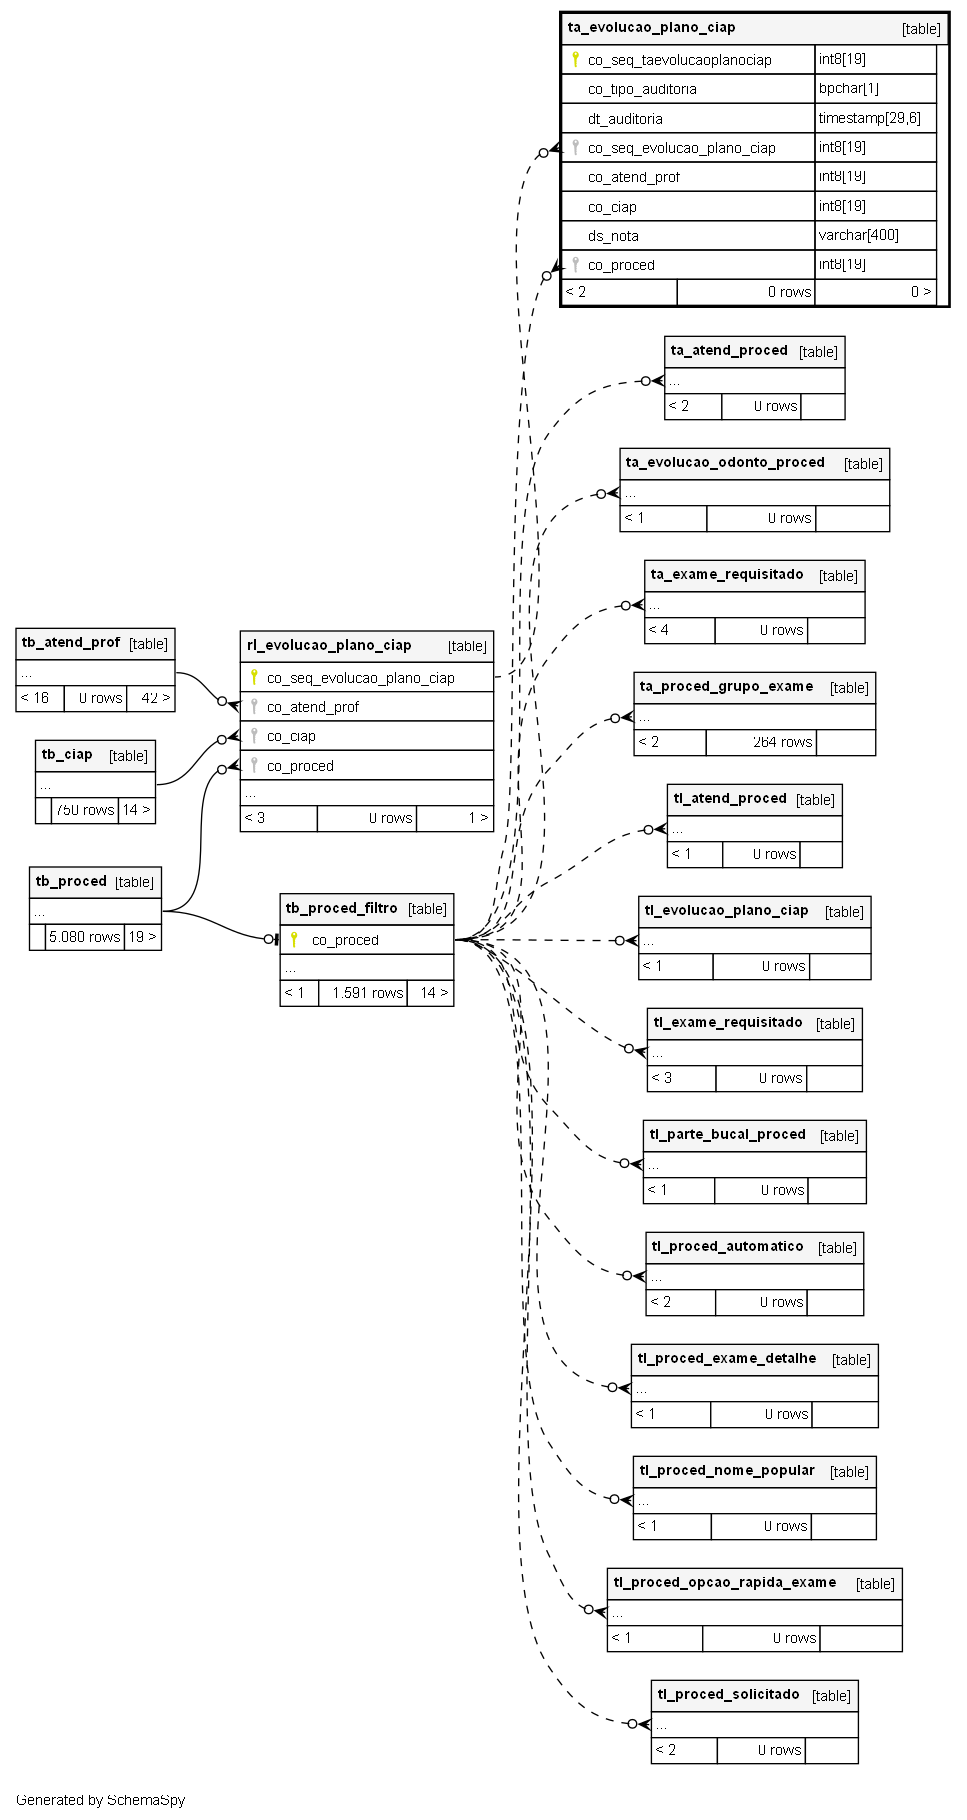 ta_evolucao_plano_ciap [table]
co_seq_taevolucaoplanociap int8[19]
co_tipo_auditoria bpchar[1]
dt_auditoria timestamp[29,6]
co_seq_evolucao_plano_ciap int8[19]
co_atend_prof int8[19]
co_ciap int8[19]
ds_nota varchar[400]
co_proced int8[19]
< 2 0 rows 0 >
ta_atend_proced [table]
...
< 2 0 rows
ta_evolucao_odonto_proced [table]
...
< 1 0 rows
ta_exame_requisitado [table]
...
< 4 0 rows
tb_atend_prof [table]
...
< 16 0 rows 42 >
rl_evolucao_plano_ciap [table]
co_seq_evolucao_plano_ciap
co_atend_prof
co_ciap
co_proced
...
< 3 0 rows 1 >
ta_proced_grupo_exame [table]
...
< 2 264 rows
tb_ciap [table]
...
750 rows 14 >
tl_atend_proced [table]
...
< 1 0 rows
tb_proced [table]
...
5.080 rows 19 >
tb_proced_filtro [table]
co_proced
...
< 1 1.591 rows 14 >
tl_evolucao_plano_ciap [table]
...
< 1 0 rows
tl_exame_requisitado [table]
...
< 3 0 rows
tl_parte_bucal_proced [table]
...
< 1 0 rows
tl_proced_automatico [table]
...
< 2 0 rows
tl_proced_exame_detalhe [table]
...
< 1 0 rows
tl_proced_nome_popular [table]
...
< 1 0 rows
tl_proced_opcao_rapida_exame [table]
...
< 1 0 rows
tl_proced_solicitado [table]
...
< 2 0 rows
Generated by SchemaSpy